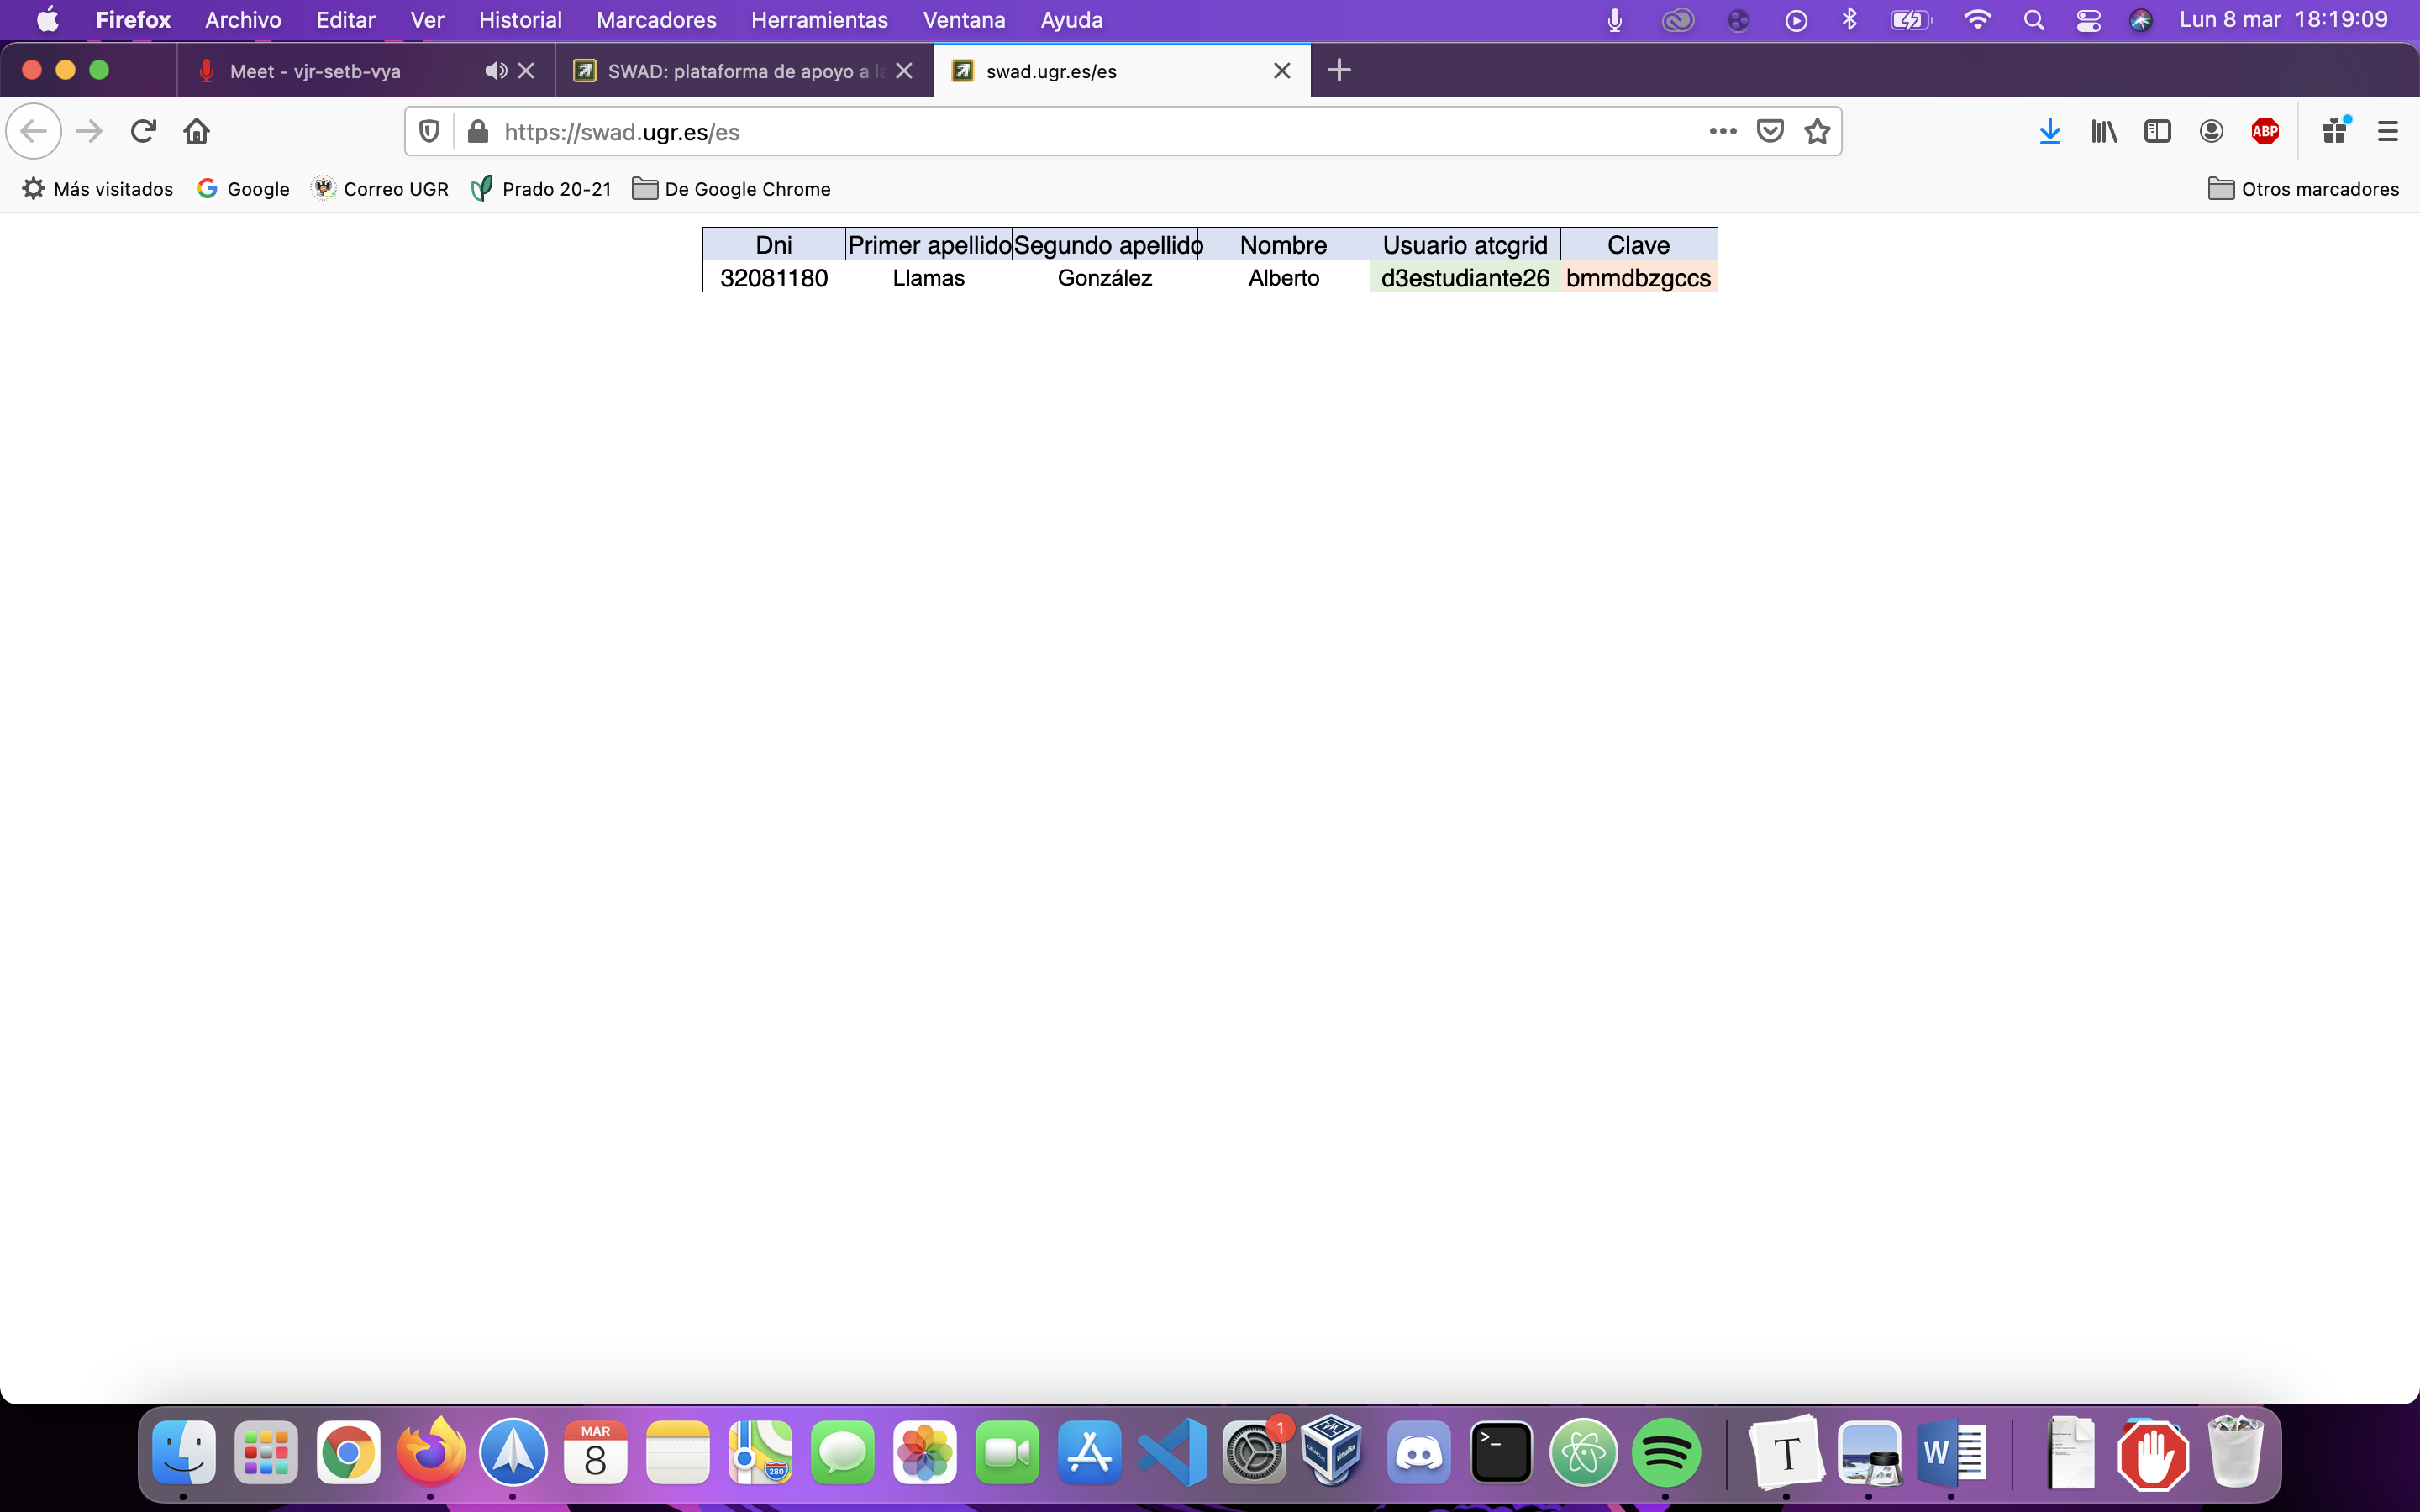 Firefox Archivo Editar Ver Historial Marcadores Herramientas Ventana Ayuda Lun 8 mar 18:19:09
Meet - vjr-setb-vya SWAD: plataforma de apoyo a la swad.ugr.es/es
https://swad.ugr.es/es ABP
Más visitados Google Correo UGR Prado 20-21 De Google Chrome Otros marcadores
Dni Primer apellido Segundo apellido Nombre Usuario atcgrid Clave
32081180 Llamas González Alberto d3estudiante26 bmmdbzgccs
MAR 1
8 280 >_ T W